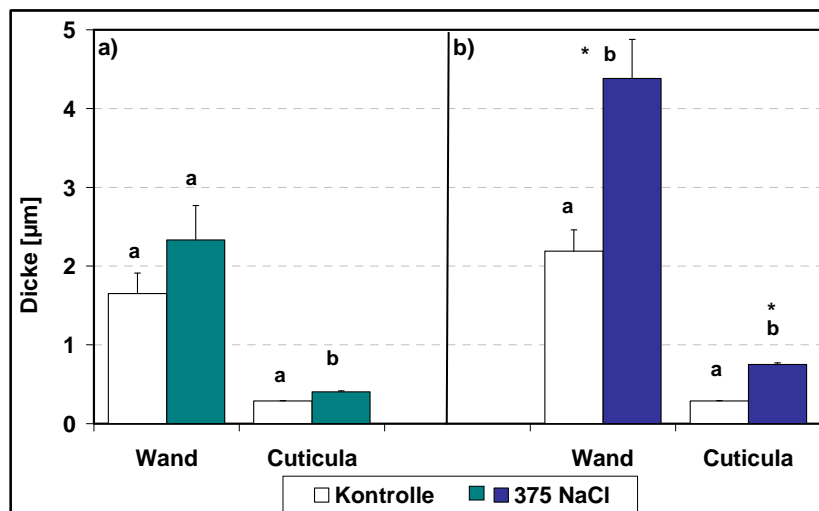 a)
b)
5
4
3
2
1
0
Dicke [µm]
a
a
a
b
a
* b
a
*
b
Wand
Cuticula
Wand
Cuticula
Kontrolle
375 NaCl